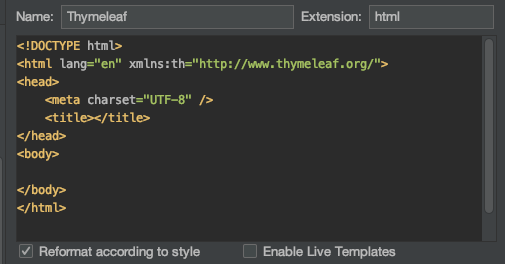 Name: Thymeleaf Extension: html
<!DOCTYPE html>
<html lang="en" xmlns:th="http://www.thymeleaf.org/">
<head>
    <meta charset="UTF-8" />
    <title></title>
</head>
<body>

</body>
</html>
Reformat according to style Enable Live Templates